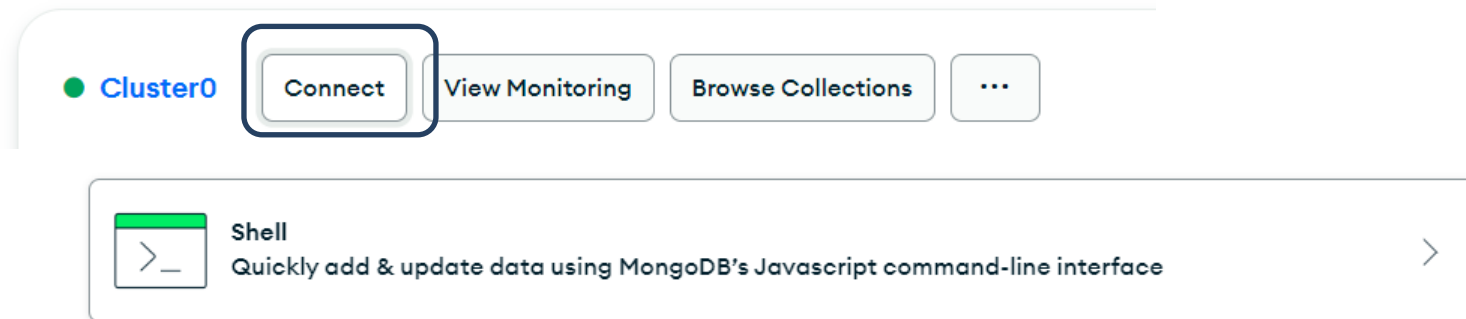 Cluster0 Connect View Monitoring Browse Collections ...
Shell
>_
Quickly add & update data using MongoDB's Javascript command-line interface